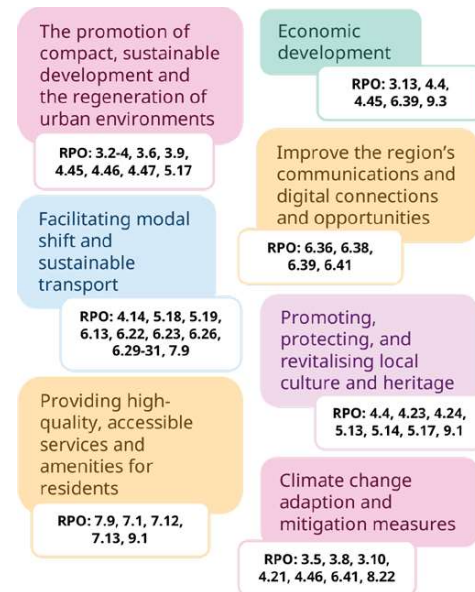 The promotion of
compact, sustainable
development and
the regeneration of
urban environments
RPO: 3.2-4, 3.6, 3.9,
4.45, 4.46, 4.47, 5.17
Facilitating modal
shift and
sustainable
transport
RPO: 4.14, 5.18, 5.19,
6.13, 6.22, 6.23, 6.26,
6.29-31, 7.9
Providing high-
quality, accessible
services and
amenities for
residents
RPO: 7.9, 7.1, 7.12,
7.13, 9.1
Economic
development
RPO: 3.13, 4.4,
4.45, 6.39, 9.3
Improve the region's
communications and
digital connections
and opportunities
RPO: 6.36, 6.38,
6.39, 6.41
Promoting,
protecting, and
revitalising local
culture and heritage
RPO: 4.4, 4.23, 4.24,
5.13, 5.14, 5.17, 9.1
Climate change
adaption and
mitigation measures
RPO: 3.5, 3.8, 3.10,
4.21, 4.46, 6.41, 8.22